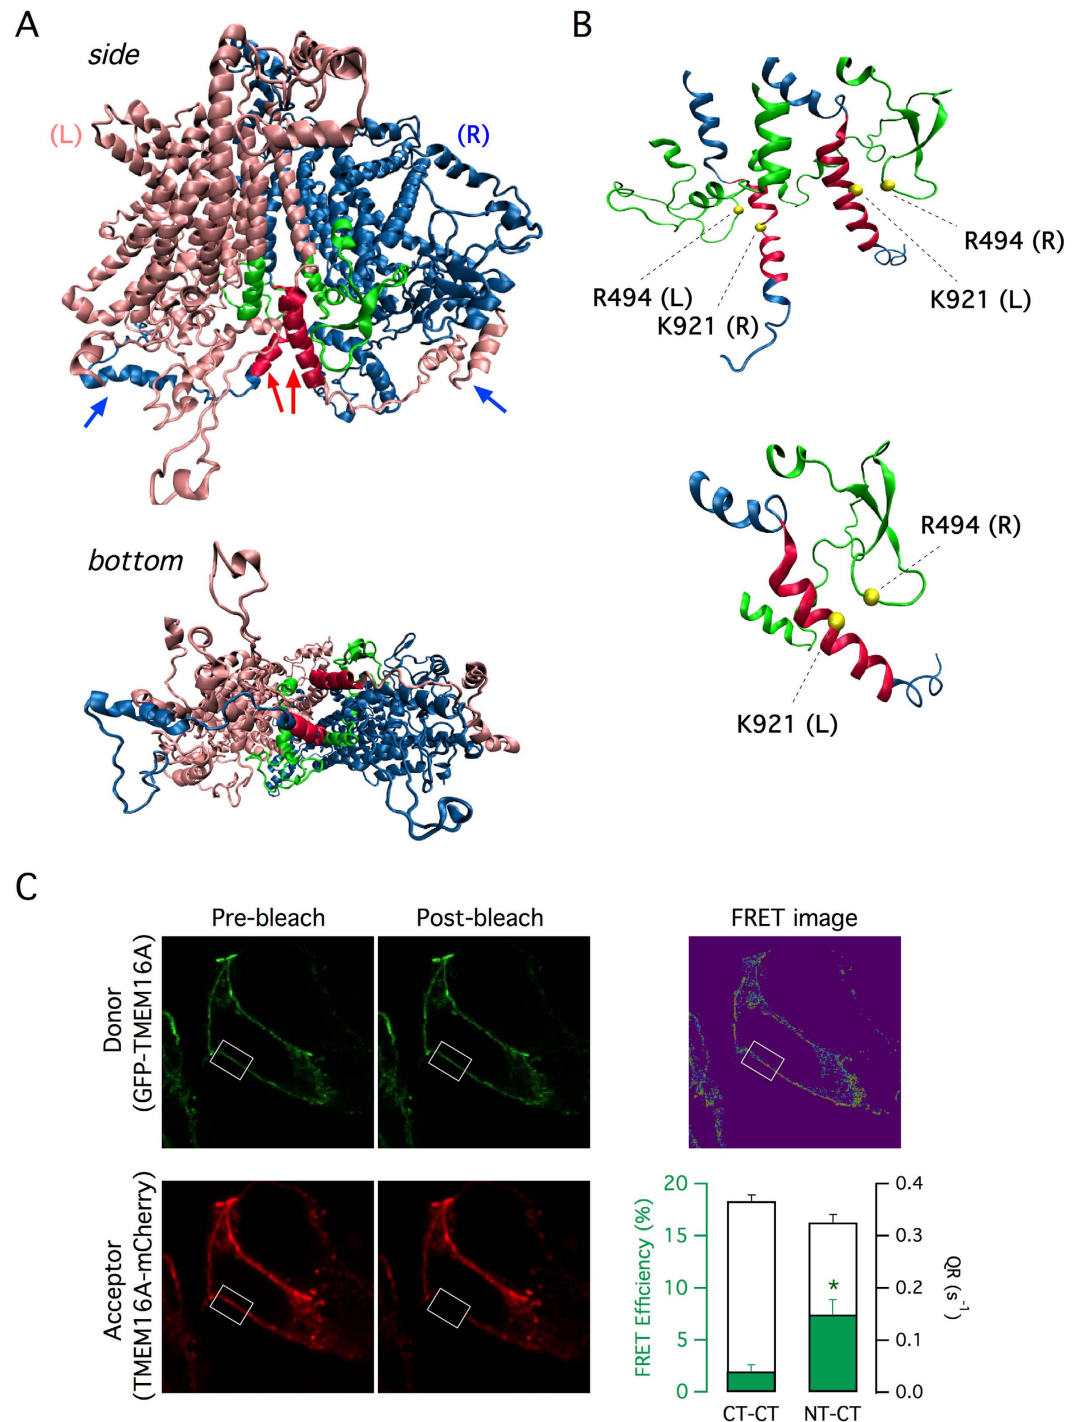 A
side
(L)
(R)
bottom
B
R494 (R)
K921 (L)
R494 (L)
K921 (R)
R494 (R)
K921 (L)
C
Pre-bleach
Post-bleach
FRET image
Donor
(GFP-TMEM16A)
Acceptor
(TMEM16A-mCherry)
FRET Efficiency (%)
20
15
10
5
0
*
0.4
0.3
0.2
0.1
0.0
QR (s⁻¹)
CT-CT
NT-CT